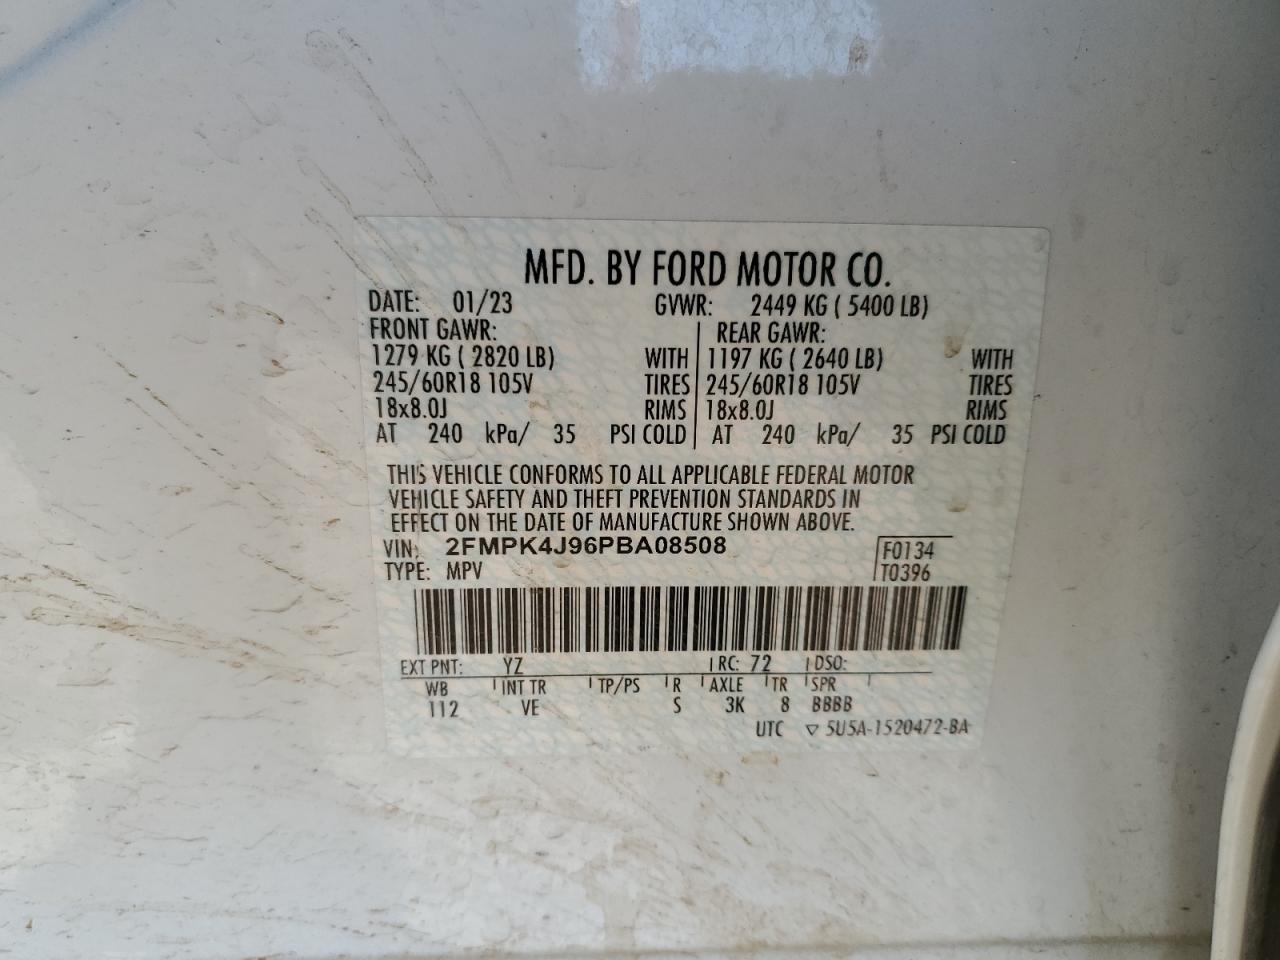 MFD. BY FORD MOTOR CO.
DATE: 01/23 GVWR: 2449 KG ( 5400 LB)
FRONT GAWR: REAR GAWR:
1279 KG ( 2820 LB) WITH 1197 KG ( 2640 LB) WITH
245/60R18 105V TIRES 245/60R18 105V TIRES
18x8.0J RIMS 18x8.0J RIMS
AT 240 kPa/ 35 PSI COLD AT 240 kPa/ 35 PSI COLD
THIS VEHICLE CONFORMS TO ALL APPLICABLE FEDERAL MOTOR
VEHICLE SAFETY AND THEFT PREVENTION STANDARDS IN
EFFECT ON THE DATE OF MANUFACTURE SHOWN ABOVE.
VIN: 2FMPK4J96PBA08508 F0134
TYPE: MPV T0396
EXT PNT: YZ RC: 72 DSO:
WB INT TR TP/PS R AXLE TR SPR
112 VE S 3K 8 BBBB
UTC ▽ 5U5A-1520472-BA